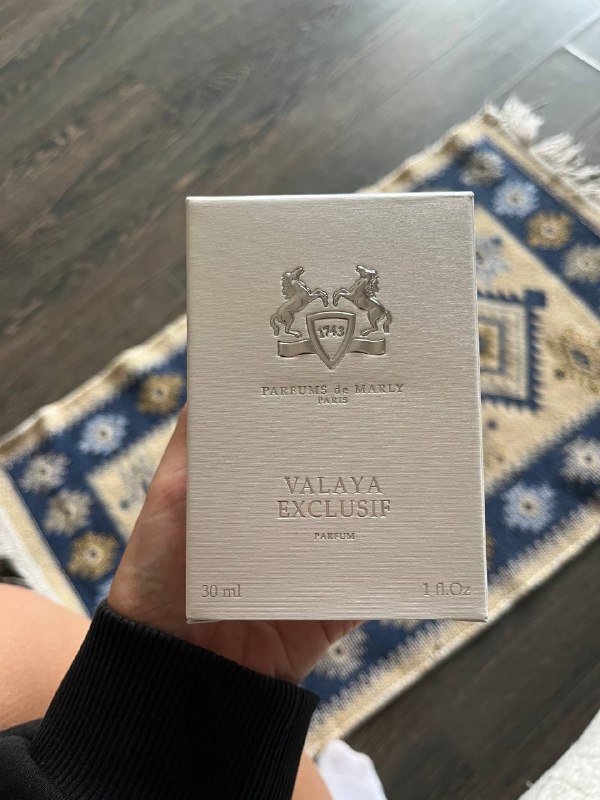 1743
PARFUMS de MARLY
PARIS
VALAYA
EXCLUSIF
PARFUM
30 ml 1 fl.Oz